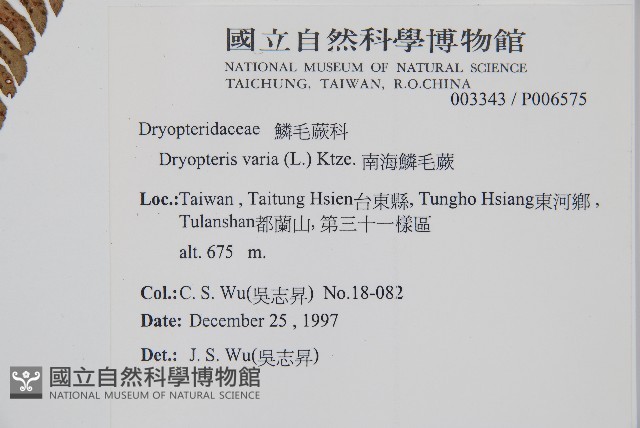 國立自然科學博物館
NATIONAL MUSEUM OF NATURAL SCIENCE
TAICHUNG, TAIWAN, R.O.CHINA
003343 / P006575
Dryopteridaceae 鱗毛蕨科
Dryopteris varia (L.) Ktze. 南海鱗毛蕨
Loc.:Taiwan , Taitung Hsien台東縣, Tungho Hsiang東河鄉 ,
Tulanshan都蘭山, 第三十一樣區
alt. 675 m.
Col.:C. S. Wu(吳志昇) No.18-082
Date: December 25 , 1997
Det.: J. S. Wu(吳志昇)
國立自然科學博物館
NATIONAL MUSEUM OF NATURAL SCIENCE